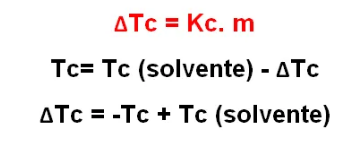 ΔTc = Kc. m
Tc= Tc (solvente) - ΔTc
ΔTc = -Tc + Tc (solvente)